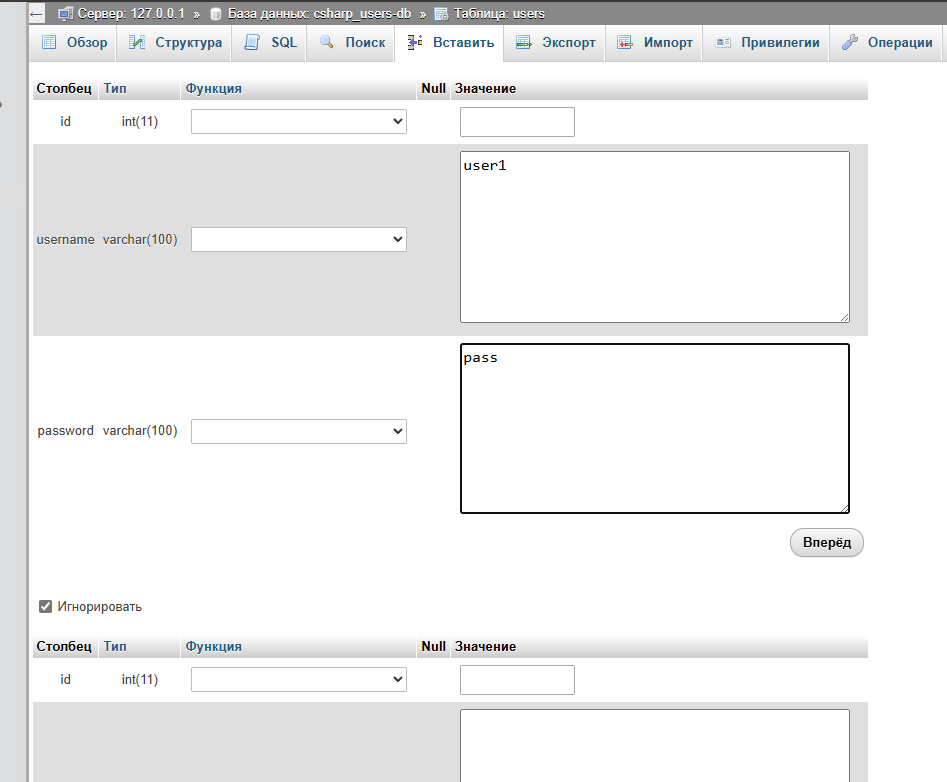 ← Сервер: 127.0.0.1 » База данных: csharp_users-db » Таблица: users
Обзор Структура SQL Поиск Вставить Экспорт Импорт Привилегии Операции
Столбец Тип Функция Null Значение
id int(11)
user1
username varchar(100)
pass
password varchar(100)
Вперёд
Игнорировать
Столбец Тип Функция Null Значение
id int(11)